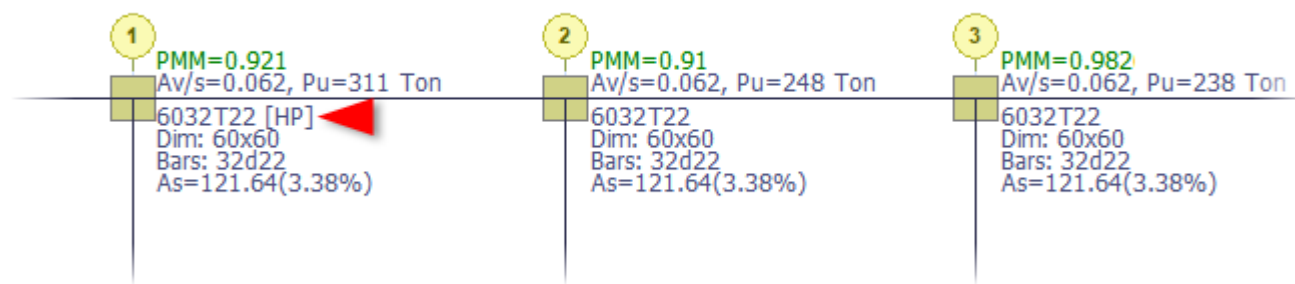 1
PMM=0.921
Av/s=0.062, Pu=311 Ton
6032T22 [HP]
Dim: 60x60
Bars: 32d22
As=121.64(3.38%)
2
PMM=0.91
Av/s=0.062, Pu=248 Ton
6032T22
Dim: 60x60
Bars: 32d22
As=121.64(3.38%)
3
PMM=0.982
Av/s=0.062, Pu=238 Ton
6032T22
Dim: 60x60
Bars: 32d22
As=121.64(3.38%)